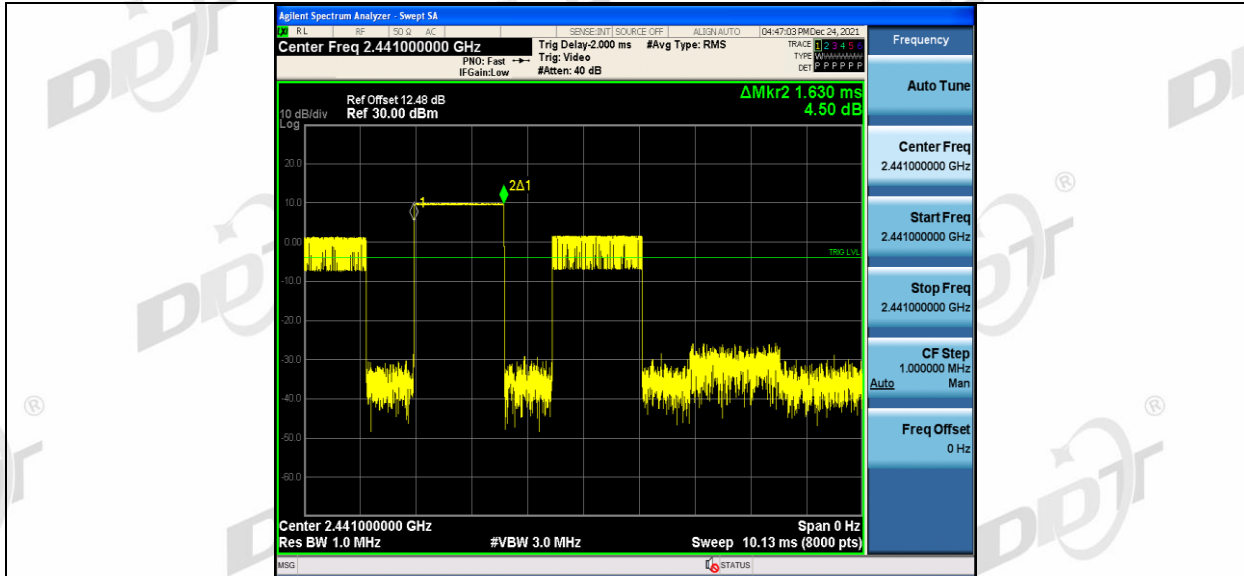 Agilent Spectrum Analyzer - Swept SA
RL RF 50 Ω AC SENSE:INT SOURCE OFF ALIGN AUTO 04:47:03 PM Dec 24, 2021
Center Freq 2.441000000 GHz
PNO: Fast
IFGain:Low
Trig Delay-2.000 ms
Trig: Video
#Atten: 40 dB
#Avg Type: RMS
TRACE 1 2 3 4 5 6
TYPE W
DET P P P P P P
ΔMkr2 1.630 ms
4.50 dB
Ref Offset 12.48 dB
Ref 30.00 dBm
10 dB/div
Log
20.0
10.0
0.00
-10.0
-20.0
-30.0
-40.0
-50.0
-60.0
1
2Δ1
TRIG LVL
Center 2.441000000 GHz
Span 0 Hz
Res BW 1.0 MHz
#VBW 3.0 MHz
Sweep 10.13 ms (8000 pts)
MSG
STATUS
Frequency
Auto Tune
Center Freq
2.441000000 GHz
Start Freq
2.441000000 GHz
Stop Freq
2.441000000 GHz
CF Step
1.000000 MHz
Auto Man
Freq Offset
0 Hz
DDT
®